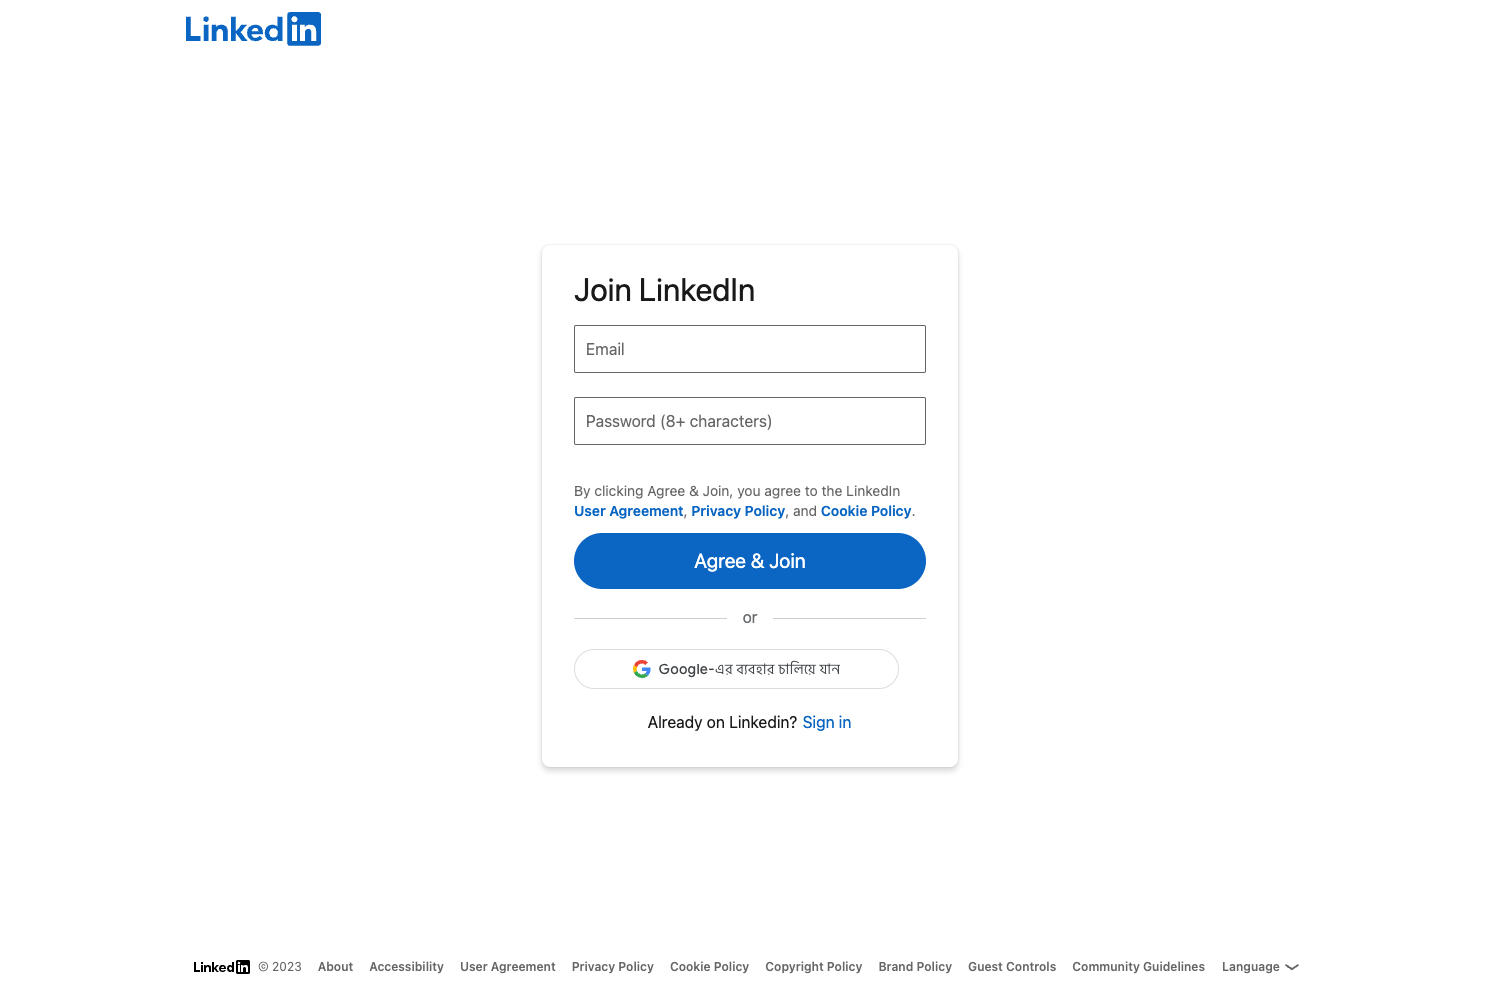 Linkedin
Join LinkedIn
Email
Password (8+ characters)
By clicking Agree & Join, you agree to the LinkedIn
User Agreement, Privacy Policy, and Cookie Policy.
Agree & Join
or
Google-এর ব্যবহার চালিয়ে যান
Already on Linkedin? Sign in
Linkedin © 2023 About Accessibility User Agreement Privacy Policy Cookie Policy Copyright Policy Brand Policy Guest Controls Community Guidelines Language